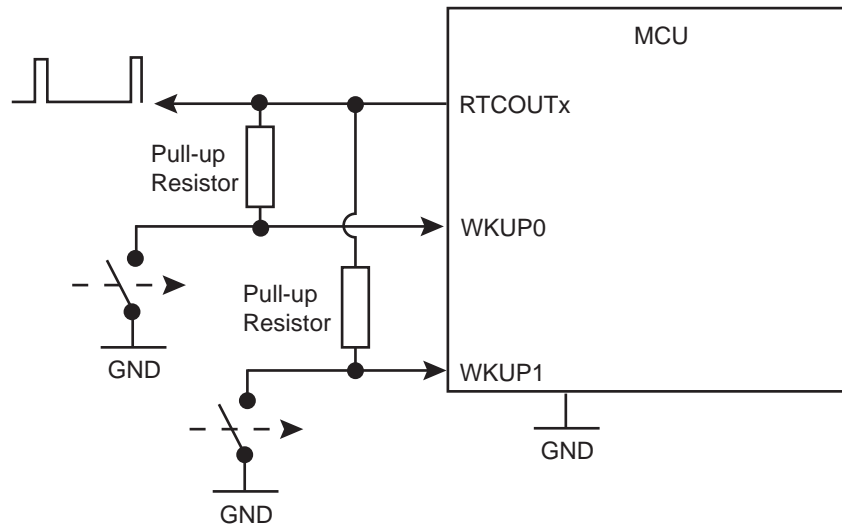 MCU
RTCOUTx
Pull-up
Resistor
WKUP0
Pull-up
Resistor
GND
WKUP1
GND
GND